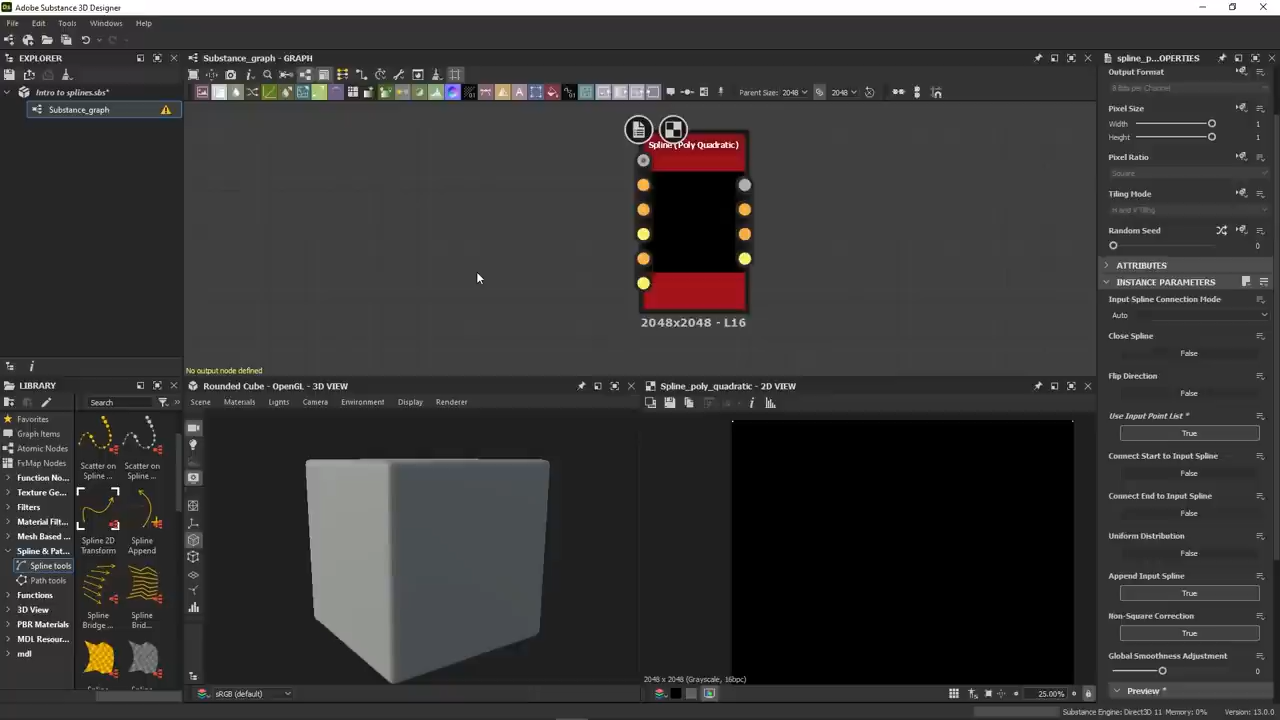 Adobe Substance 3D Designer
File Edit Tools Windows Help
EXPLORER
Intro to splines.sbs*
Substance_graph
Substance_graph - GRAPH
Parent Size: 2048 2048
Spline (Poly Quadratic)
2048x2048 - L16
No output node defined
LIBRARY
Search
Favorites
Graph Items
Atomic Nodes
FxMap Nodes
Function No...
Texture Ge...
Filters
Material Filt...
Mesh Based ...
Spline & Pat...
Spline tools
Path tools
Functions
3D View
PBR Materials
MDL Resour...
mdl
Scatter on Spline ...
Scatter on Spline ...
Spline 2D Transform
Spline Append
Spline Bridge ...
Spline Brid...
Rounded Cube - OpenGL - 3D VIEW
Scene Materials Lights Camera Environment Display Renderer
sRGB (default)
Spline_poly_quadratic - 2D VIEW
2048 x 2048 (Grayscale, 16bpc)
25.00%
spline_p...OPERTIES
Output Format
8 Bits per Channel
Pixel Size
Width 1
Height 1
Pixel Ratio
Square
Tiling Mode
H and V Tiling
Random Seed
0
ATTRIBUTES
INSTANCE PARAMETERS
Input Spline Connection Mode
Auto
Close Spline
False
Flip Direction
False
Use Input Point List *
True
Connect Start to Input Spline
False
Connect End to Input Spline
False
Uniform Distribution
False
Append Input Spline
True
Non-Square Correction
True
Global Smoothness Adjustment
0
Preview *
Substance Engine: Direct3D 11 Memory: 0% Version: 13.0.0